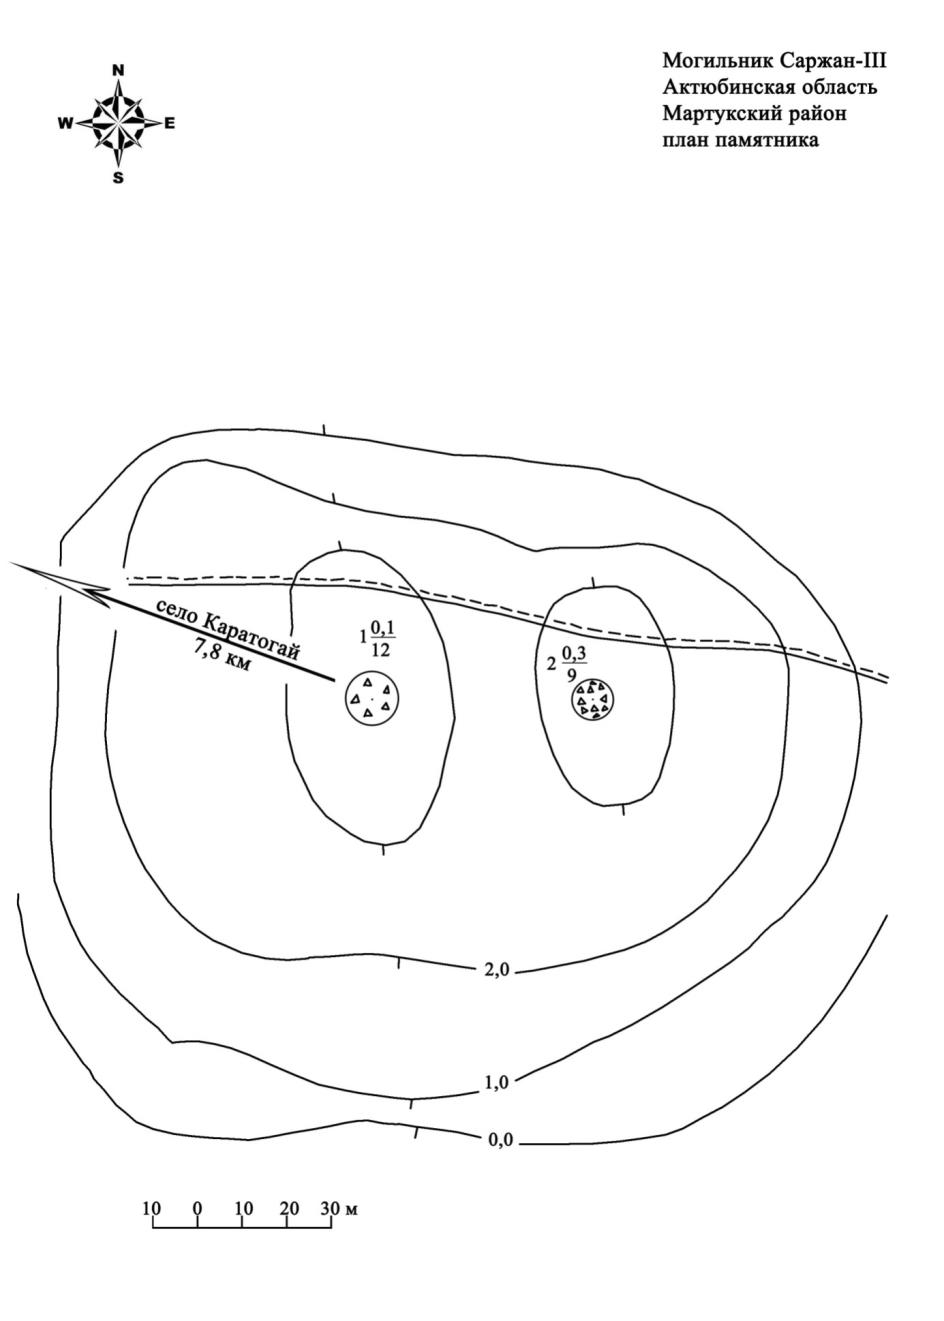 N
W E
S
Могильник Саржан-III
Актюбинская область
Мартукский район
план памятника
село Каратогай
7,8 км
1 0,1
12
2 0,3
9
2,0
1,0
0,0
10 0 10 20 30 м